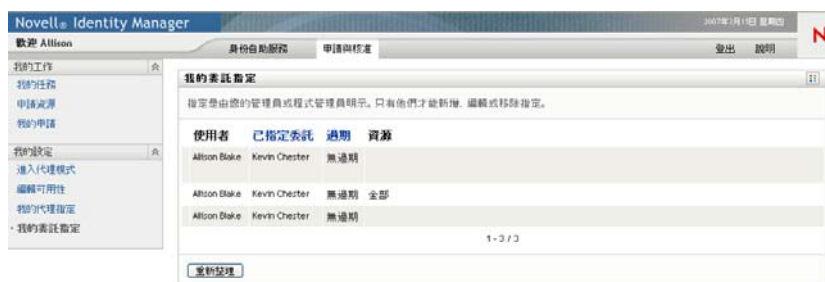 Novell® Identity Manager
2007年3月15日 星期四
歡迎 Allison
身份自助服務
申請與核准
登出
說明
N
我的工作
我的任務
申請資源
我的申請
我的設定
進入代理模式
編輯可用性
我的代理指定
· 我的委託指定
我的委託指定
指定是由您的管理員或程式管理員明示。只有他們才能新增、編輯或移除指定。
使用者 已指定委託 過期 資源
Allison Blake Kevin Chester 無過期
Allison Blake Kevin Chester 無過期 全部
Allison Blake Kevin Chester 無過期
1 - 3 / 3
重新整理